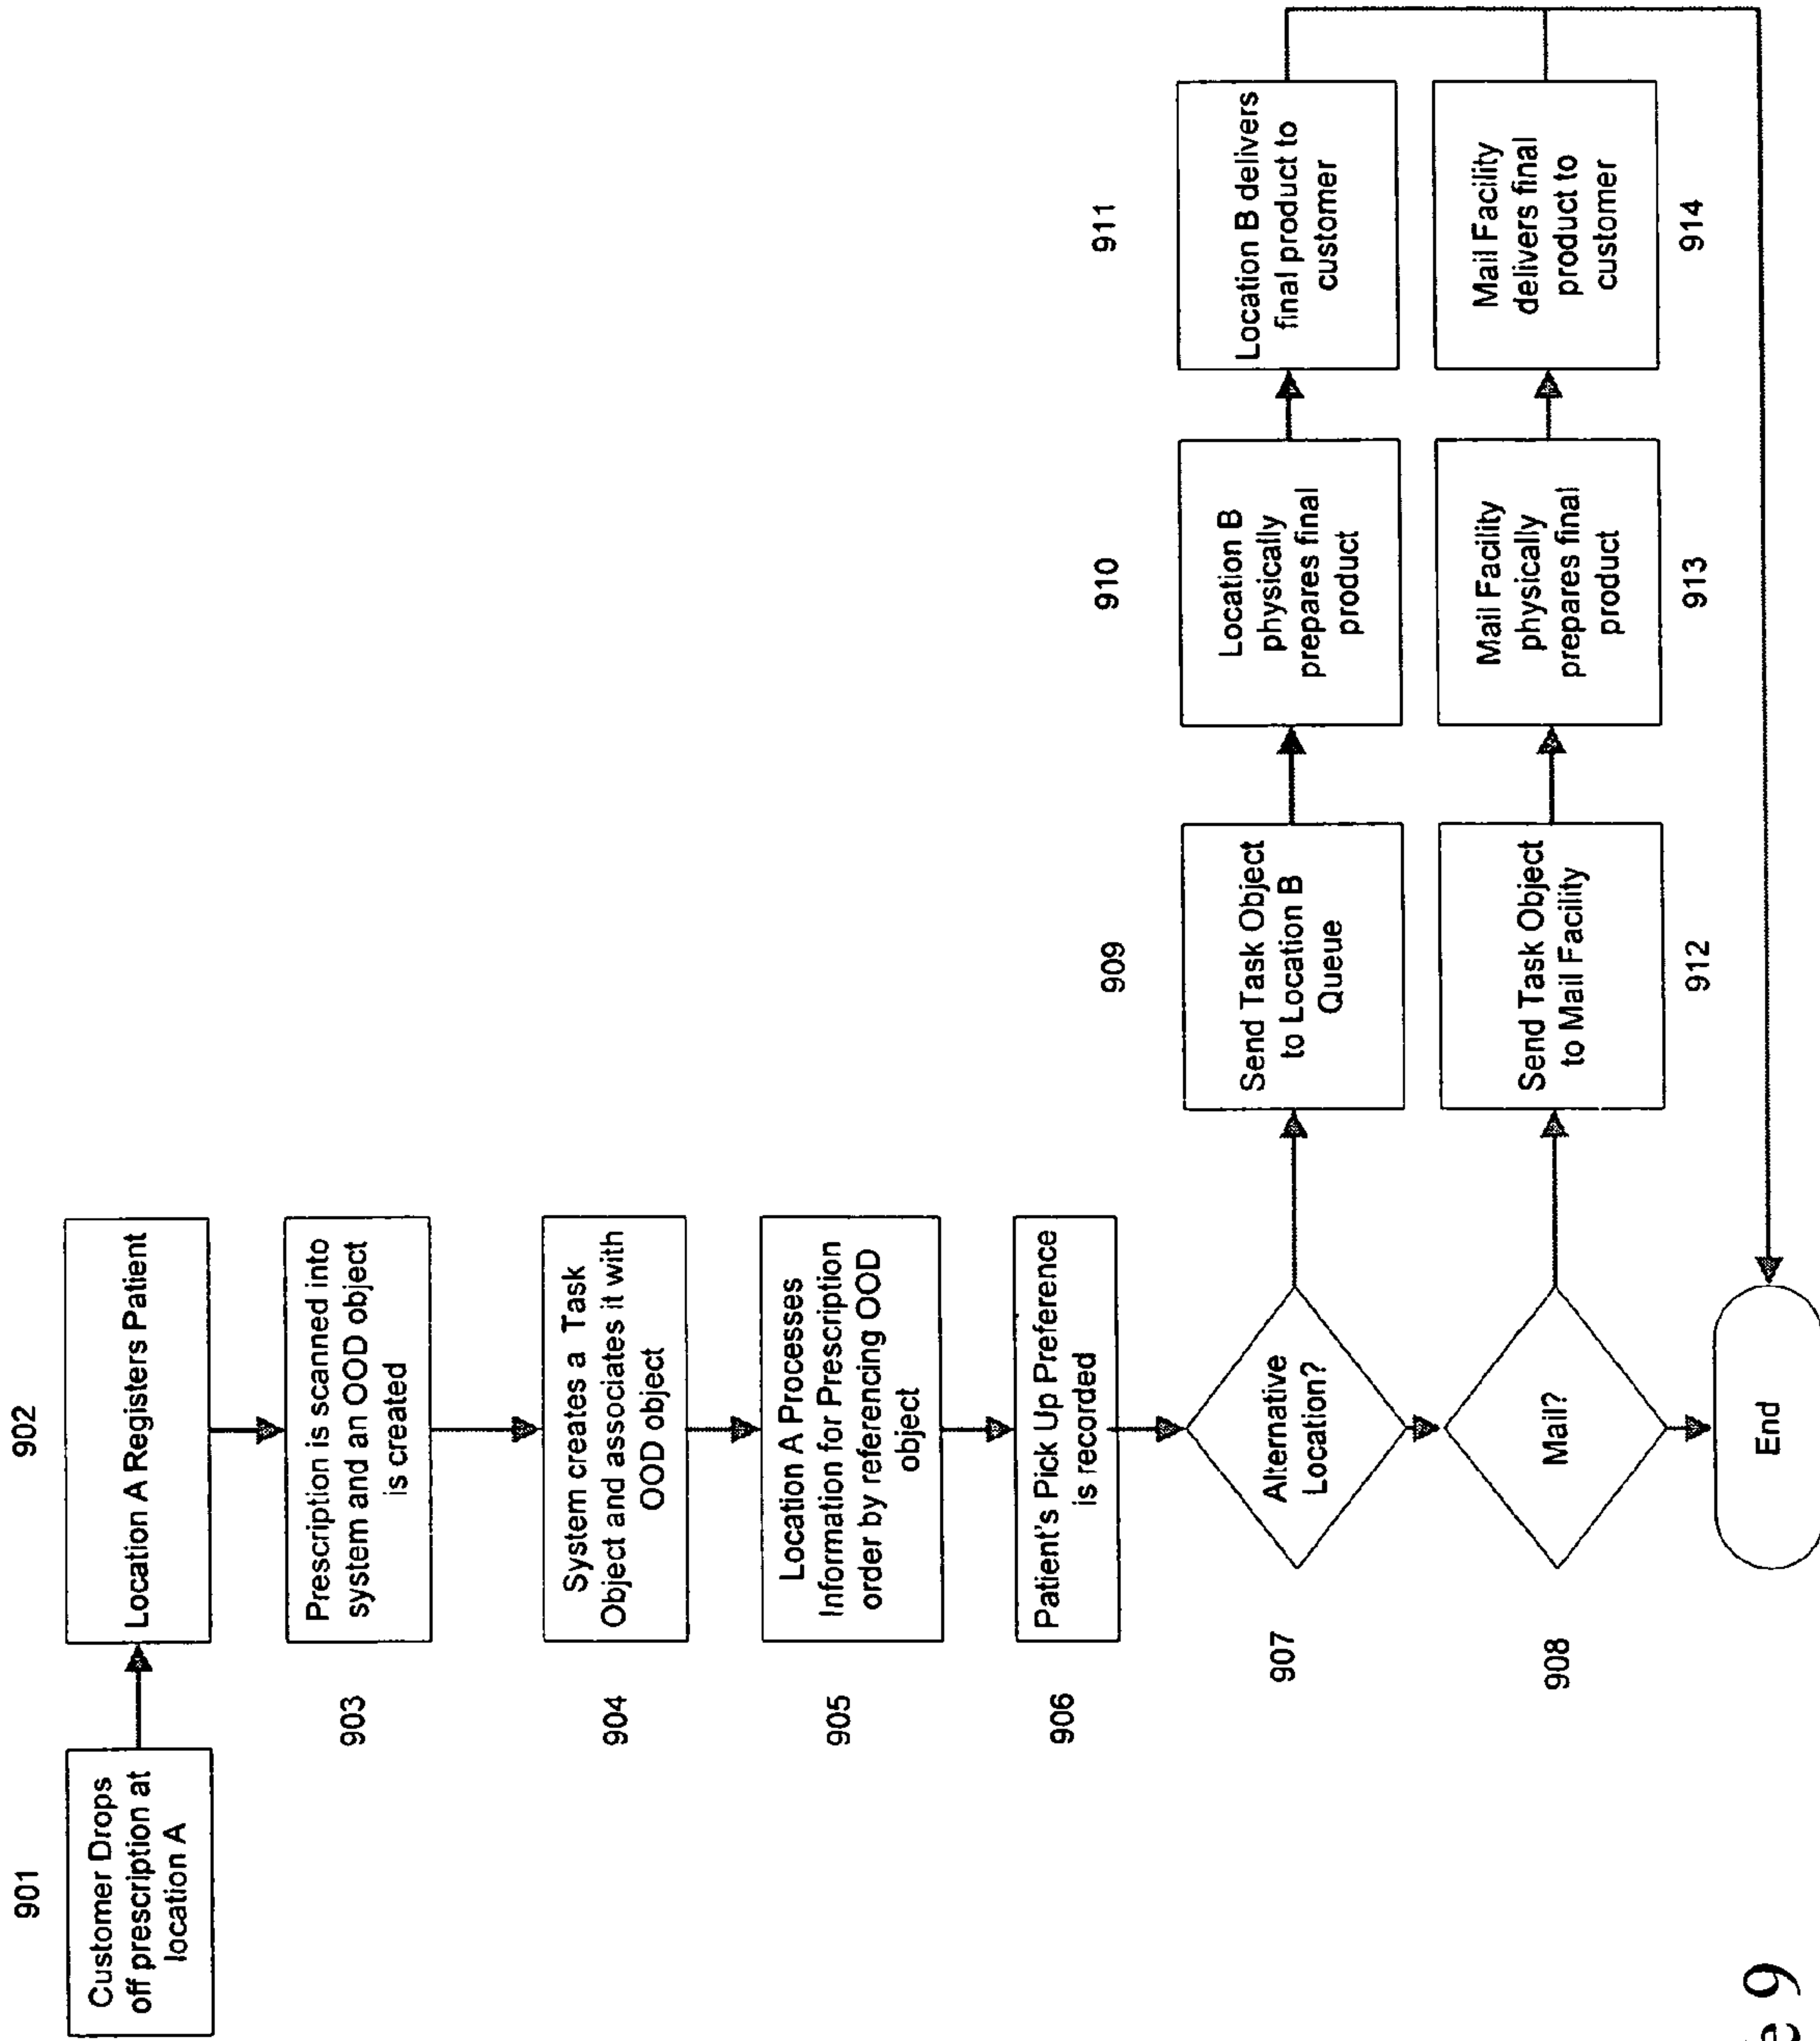 901
Customer Drops
off prescription at
location A
902
Location A Registers Patient
903
Prescription is scanned into
system and an OOD object
is created
904
System creates a Task
Object and associates it with
OOD object
905
Location A Processes
Information for Prescription
order by referencing OOD
object
906
Patient's Pick Up Preference
is recorded
907
Alternative
Location?
909
Send Task Object
to Location B
Queue
910
Location B
physically
prepares final
product
911
Location B delivers
final product to
customer
908
Mail?
Send Task Object
to Mail Facility
912
Mail Facility
physically
prepares final
product
913
Mail Facility
delivers final
product to
customer
914
End
e 9